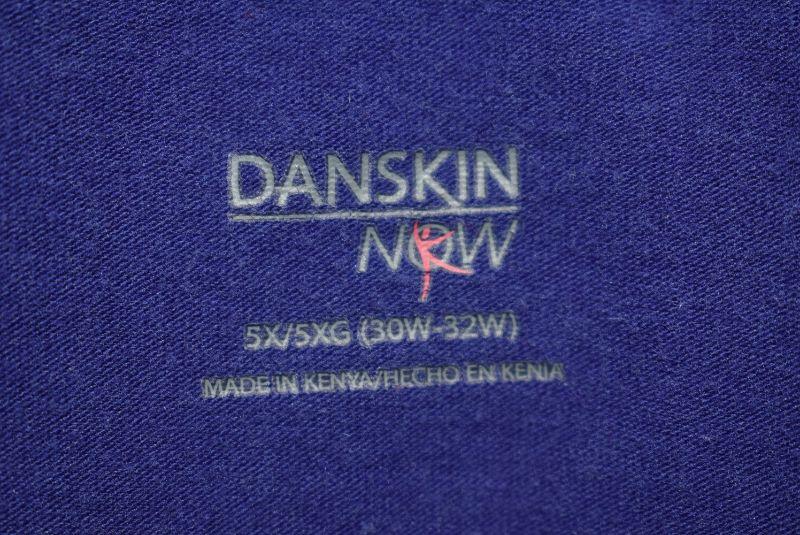 DANSKIN
NOW
5X/5XG (30W-32W)
MADE IN KENYA/HECHO EN KENIA